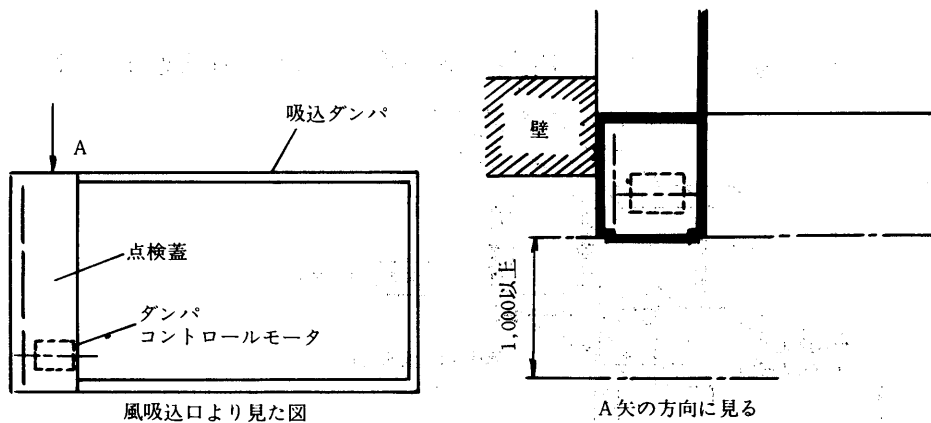 A
吸込ダンパ
点検蓋
ダンパ
コントロールモータ
風吸込口より見た図
壁
1,000以上
A矢の方向に見る